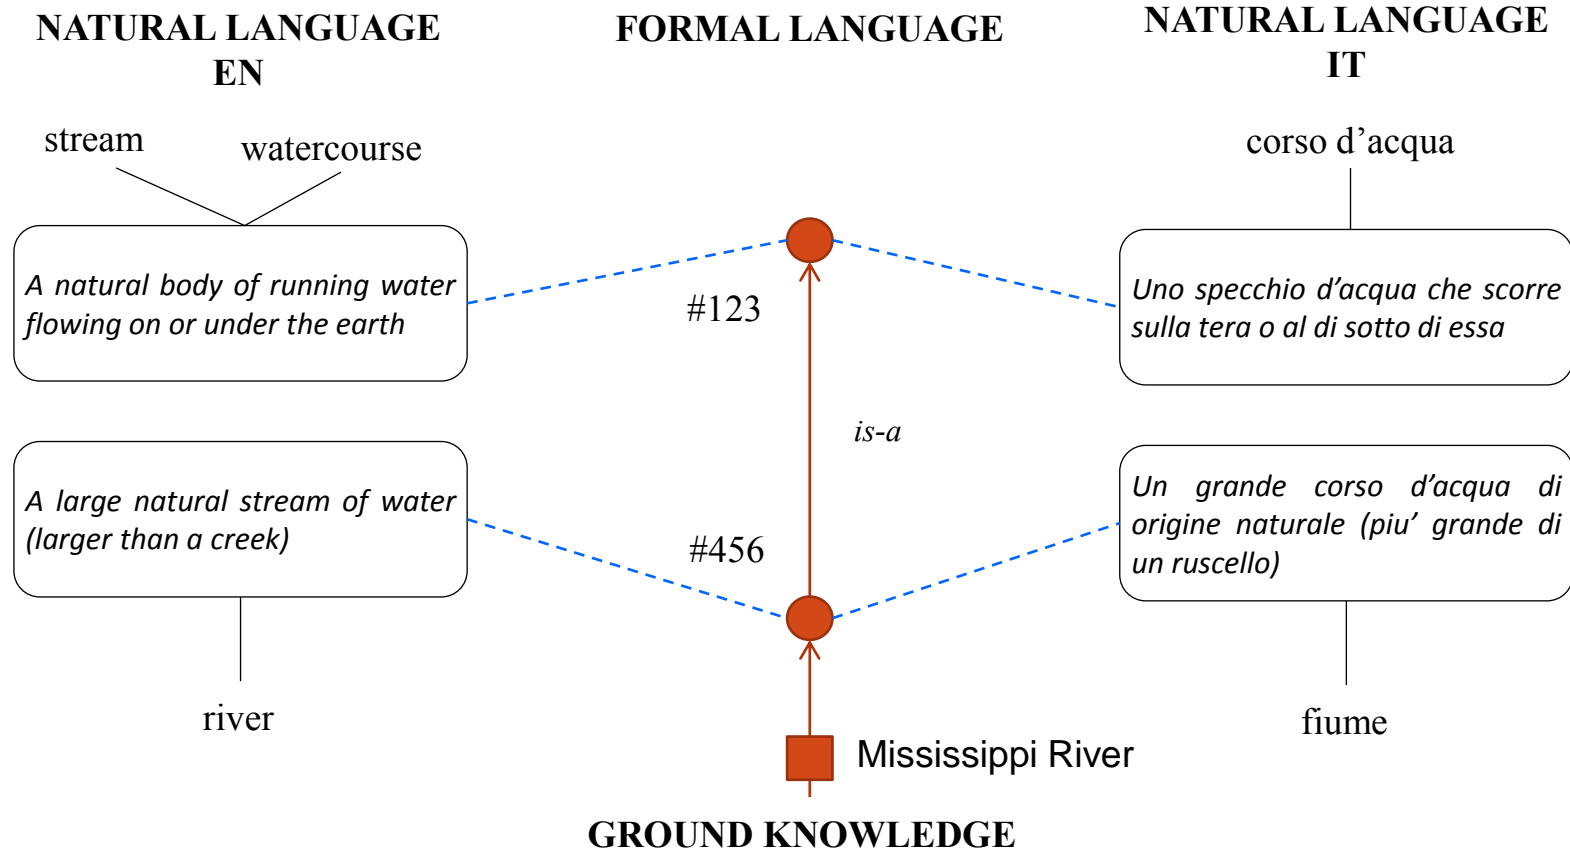 NATURAL LANGUAGE
EN
FORMAL LANGUAGE
NATURAL LANGUAGE
IT
stream
watercourse
corso d’acqua
A natural body of running water
flowing on or under the earth
#123
Uno specchio d’acqua che scorre
sulla tera o al di sotto di essa
is-a
A large natural stream of water
(larger than a creek)
#456
Un grande corso d’acqua di
origine naturale (piu’ grande di
un ruscello)
river
fiume
Mississippi River
GROUND KNOWLEDGE